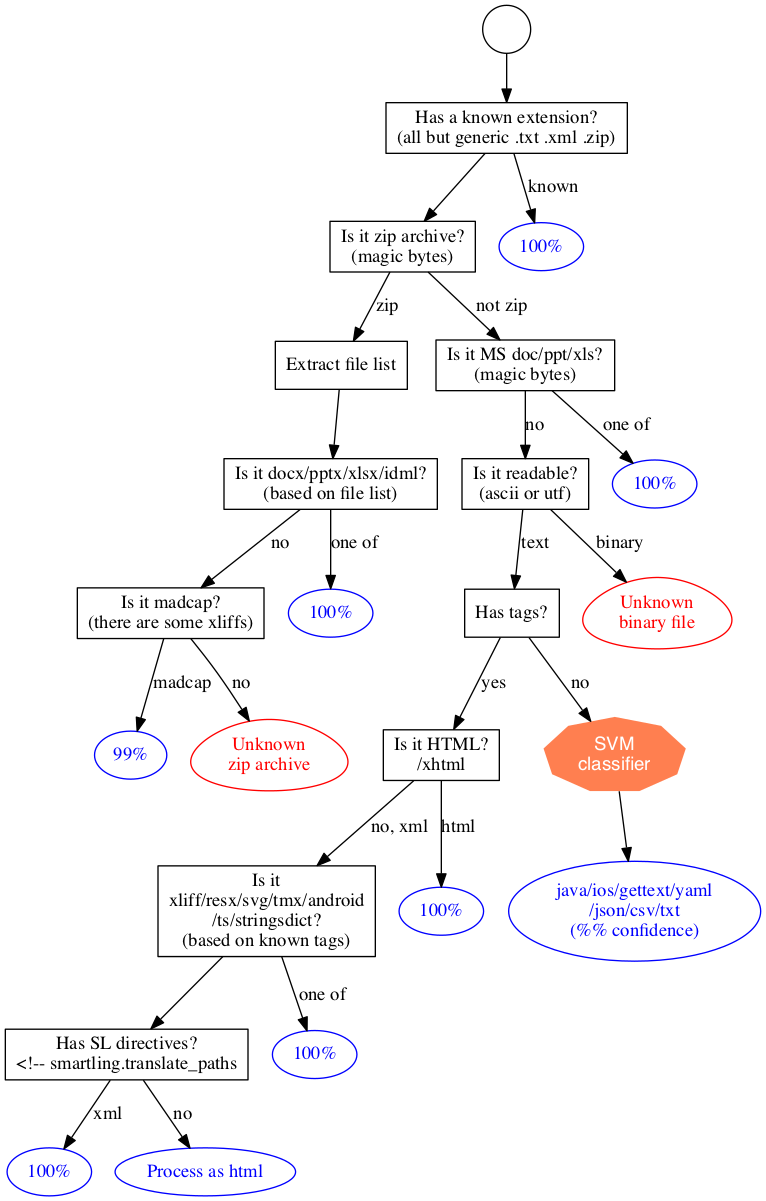 Has a known extension?
(all but generic .txt .xml .zip)
known
Is it zip archive?
(magic bytes)
100%
zip
not zip
Extract file list
Is it MS doc/ppt/xls?
(magic bytes)
no
one of
Is it docx/pptx/xlsx/idml?
(based on file list)
Is it readable?
(ascii or utf)
100%
no
one of
text
binary
Is it madcap?
(there are some xliffs)
100%
Has tags?
Unknown
binary file
madcap
no
yes
no
99%
Unknown
zip archive
Is it HTML?
/xhtml
SVM
classifier
no, xml
html
Is it
xliff/resx/svg/tmx/android
/ts/stringsdict?
(based on known tags)
100%
java/ios/gettext/yaml
/json/csv/txt
(%% confidence)
one of
Has SL directives?
<!-- smartling.translate_paths
100%
xml
no
100%
Process as html